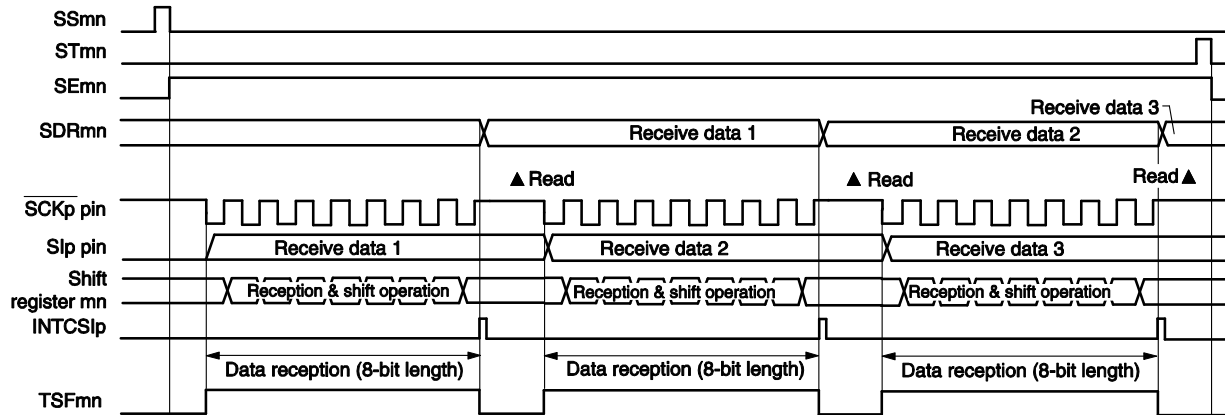 SSmn
STmn
SEmn
Receive data 3
SDRmn Receive data 1 Receive data 2
▲ Read ▲ Read Read ▲
SCKp pin
SIp pin Receive data 1 Receive data 2 Receive data 3
Shift
register mn Reception & shift operation Reception & shift operation Reception & shift operation
INTCSIp
Data reception (8-bit length) Data reception (8-bit length) Data reception (8-bit length)
TSFmn